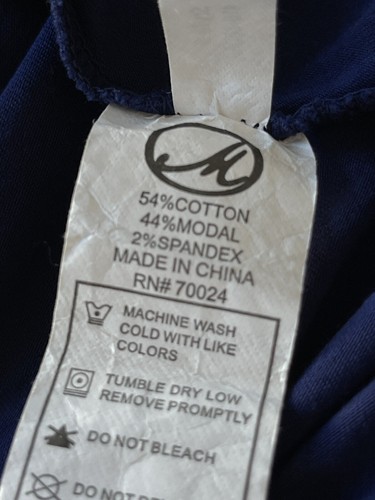 M
54%COTTON
44%MODAL
2%SPANDEX
MADE IN CHINA
RN# 70024
MACHINE WASH
COLD WITH LIKE
COLORS
TUMBLE DRY LOW
REMOVE PROMPTLY
DO NOT BLEACH
DO NOT